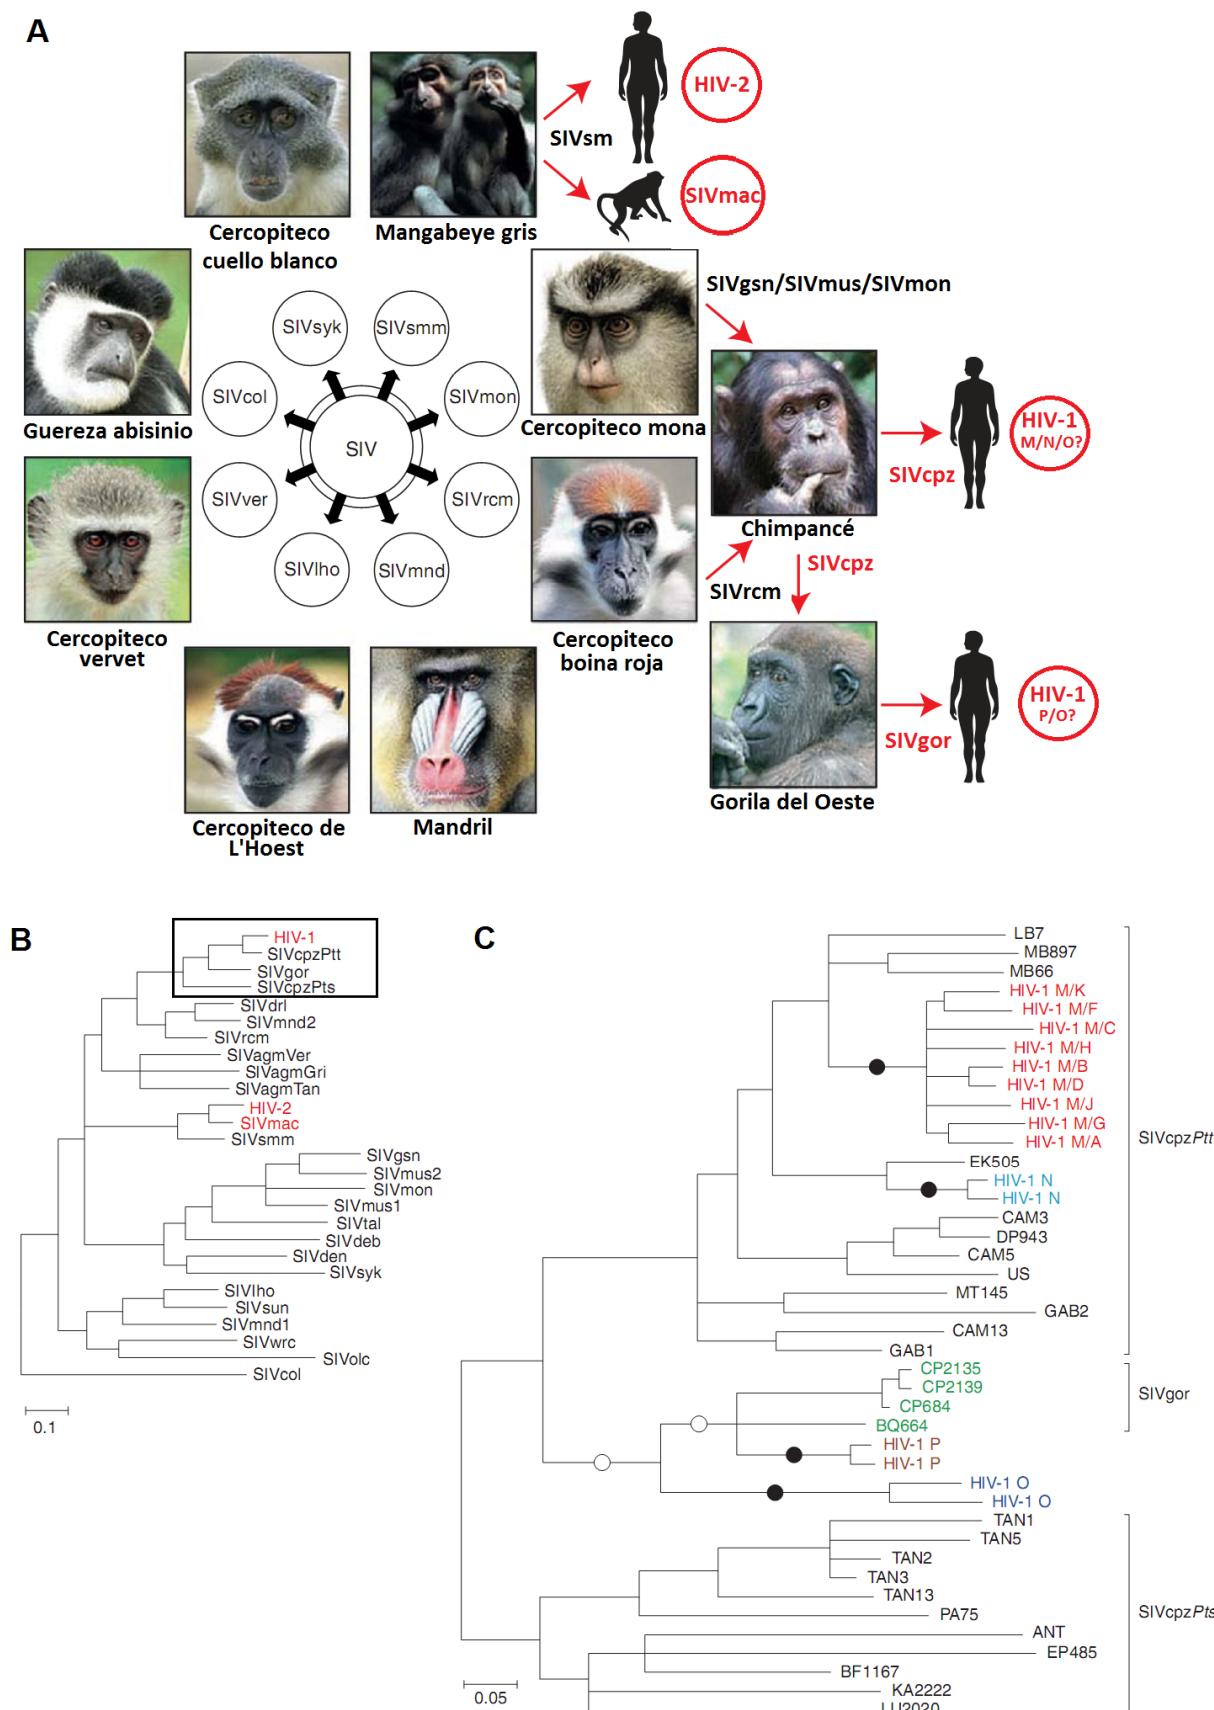 A
HIV-2
SIVsm
SIVmac
Cercopiteco
cuello blanco
Mangabeye gris
SIVgsn/SIVmus/SIVmon
SIVsyk
SIVsmm
SIVcol
SIVmon
SIV
SIVver
SIVrcm
SIVlho
SIVmnd
Guereza abisinio
Cercopiteco mona
HIV-1
M/N/O?
SIVcpz
Chimpancé
SIVcpz
SIVrcm
Cercopiteco
vervet
Cercopiteco
boina roja
HIV-1
P/O?
SIVgor
Gorila del Oeste
Cercopiteco de
L'Hoest
Mandril
B
HIV-1
SIVcpzPtt
SIVgor
SIVcpzPts
SIVdrl
SIVmnd2
SIVrcm
SIVagmVer
SIVagmGri
SIVagmTan
HIV-2
SIVmac
SIVsmm
SIVgsn
SIVmus2
SIVmon
SIVmus1
SIVtal
SIVdeb
SIVden
SIVsyk
SIVlho
SIVsun
SIVmnd1
SIVwrc
SIVolc
SIVcol
0.1
C
LB7
MB897
MB66
HIV-1 M/K
HIV-1 M/F
HIV-1 M/C
HIV-1 M/H
HIV-1 M/B
HIV-1 M/D
HIV-1 M/J
HIV-1 M/G
HIV-1 M/A
SIVcpzPtt
EK505
HIV-1 N
HIV-1 N
CAM3
DP943
CAM5
US
MT145
GAB2
CAM13
GAB1
CP2135
CP2139
CP684
BQ664
SIVgor
HIV-1 P
HIV-1 P
HIV-1 O
HIV-1 O
TAN1
TAN5
TAN2
TAN3
TAN13
PA75
SIVcpzPts
ANT
EP485
BF1167
KA2222
0.05